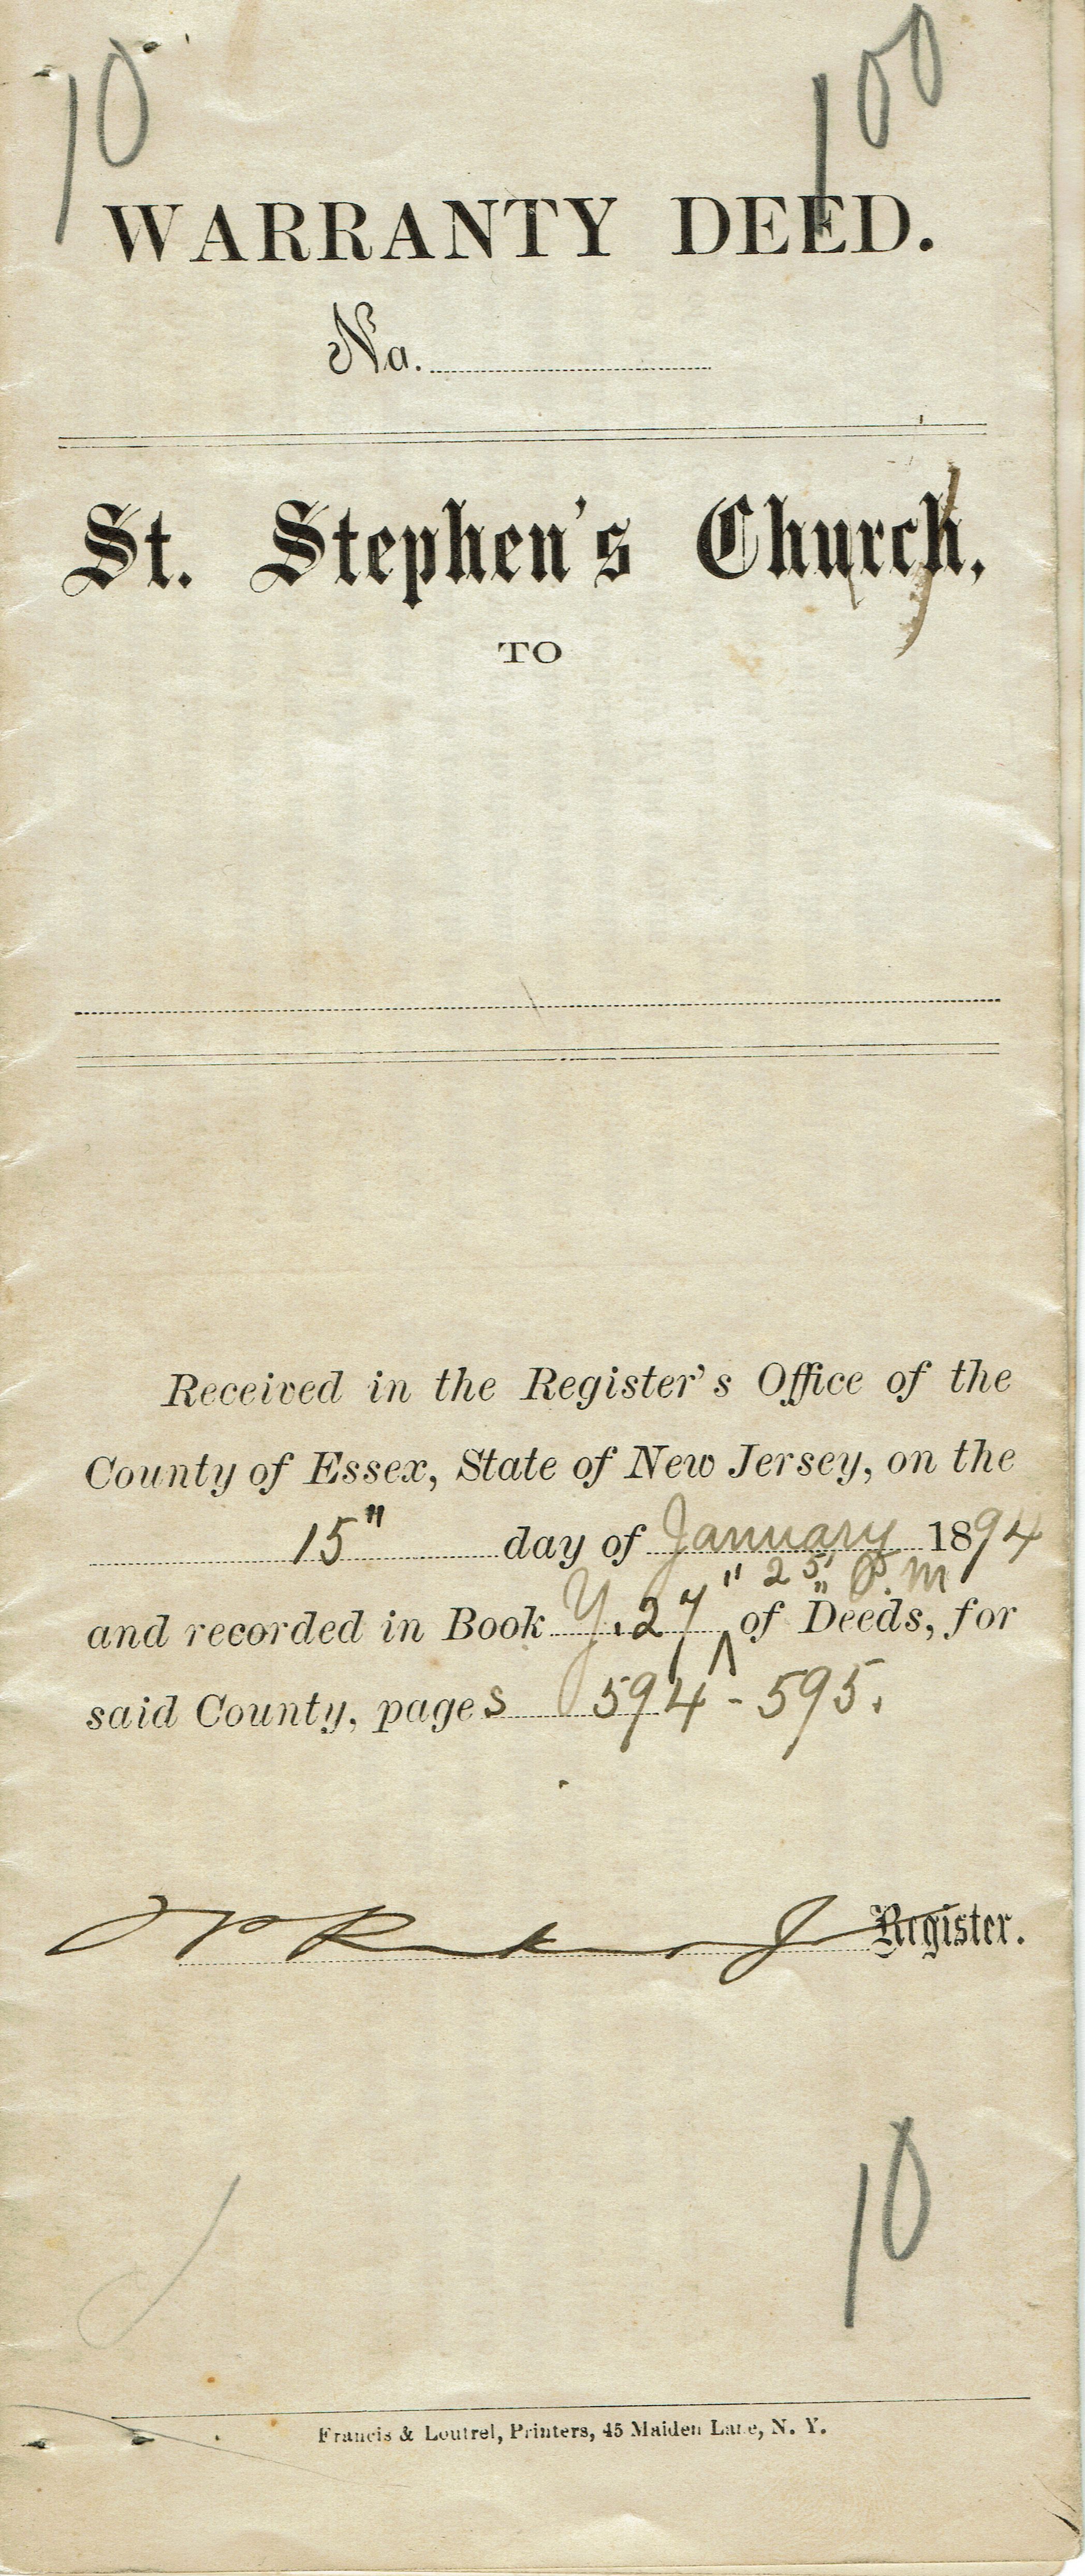 10 100
WARRANTY DEED.
No.
St. Stephen's Church,
TO
Received in the Register's Office of the
County of Essex, State of New Jersey, on the
15" day of January 1894
" 25 P.M
and recorded in Book Y.27 of Deeds, for
said County, pages 594 - 595.
Register.
10
Francis & Loutrel, Printers, 45 Maiden Lane, N. Y.